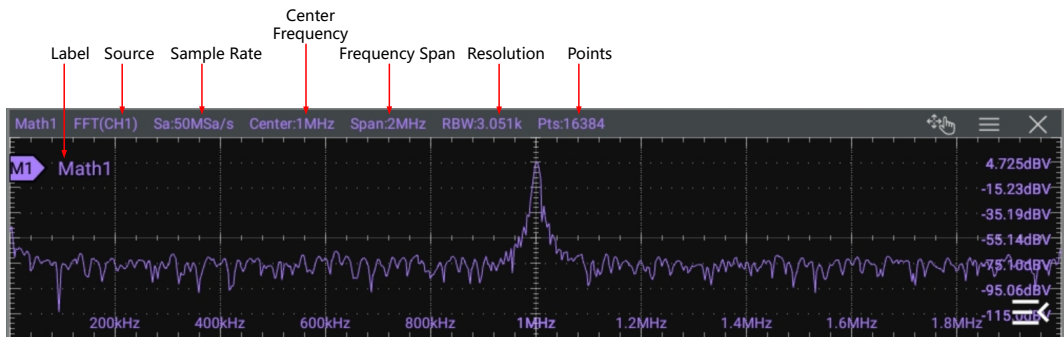 Center
Frequency
Label Source Sample Rate Frequency Span Resolution Points
Math1 FFT(CH1) Sa:50MSa/s Center:1MHz Span:2MHz RBW:3.051k Pts:16384
M1 Math1
4.725dBV
-15.23dBV
-35.19dBV
-55.14dBV
-75.10dBV
-95.06dBV
200kHz 400kHz 600kHz 800kHz 1MHz 1.2MHz 1.4MHz 1.6MHz 1.8MHz